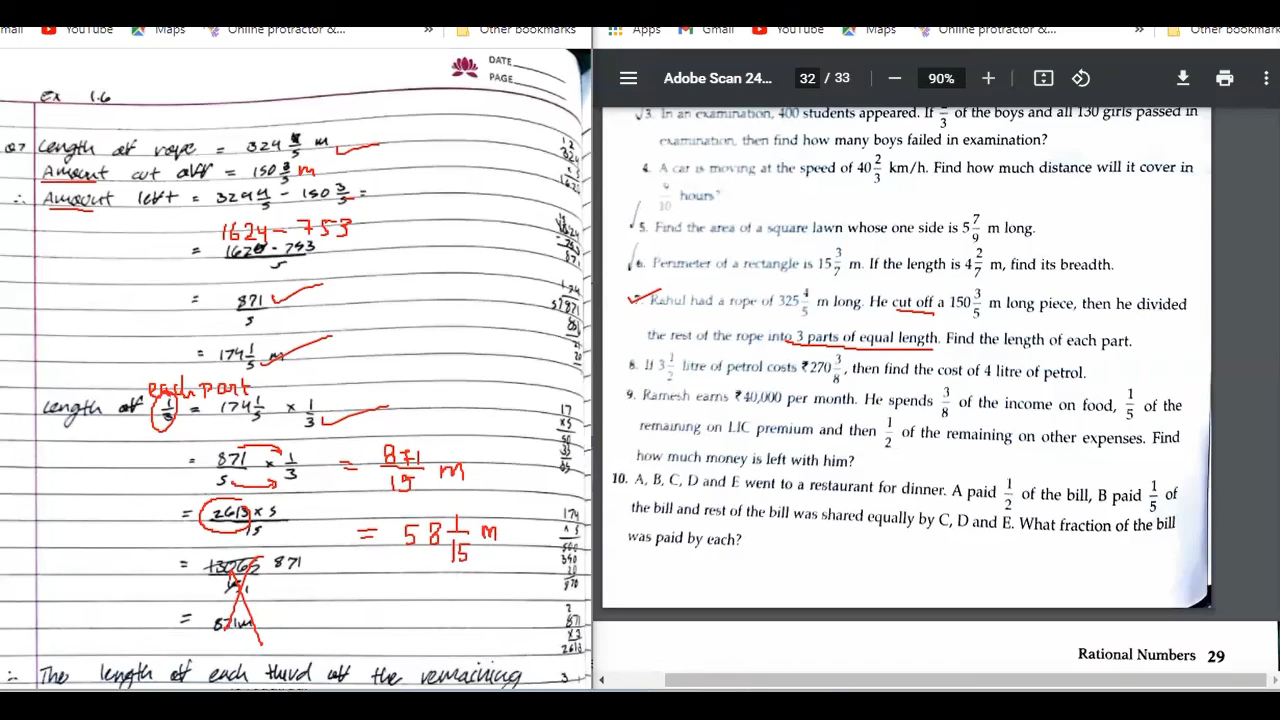 YouTube Maps Online protractor &... » Other bookmarks
DATE
PAGE
Ex 1.6
Q7 Length of rope = 324 4/5 m
Amount cut off = 150 3/5 m
∴ Amount left = 324 4/5 - 150 3/5 =
1624 - 753
= 1620 - 753 / 5
= 871 / 5
= 174 1/5 m
each part
Length of 1/3 = 174 1/5 × 1/3
= 871/5 × 1/3 = 871/15 m
= 2613 × 5 / 15 = 58 1/15 m
= 13065 871
= 871m
∴ The length of each third of the remaining
Apps Gmail YouTube Maps Online protractor &... » Other bookmarks
Adobe Scan 24... 32 / 33 90%
3. In an examination, 400 students appeared. If /3 of the boys and all 130 girls passed in
examination, then find how many boys failed in examination?
4. A car is moving at the speed of 40 2/3 km/h. Find how much distance will it cover in
9/10 hours?
5. Find the area of a square lawn whose one side is 5 7/9 m long.
6. Perimeter of a rectangle is 15 3/7 m. If the length is 4 2/7 m, find its breadth.
7. Rahul had a rope of 325 4/5 m long. He cut off a 150 3/5 m long piece, then he divided
the rest of the rope into 3 parts of equal length. Find the length of each part.
8. If 3 1/2 litre of petrol costs ₹270 3/8, then find the cost of 4 litre of petrol.
9. Ramesh earns ₹40,000 per month. He spends 3/8 of the income on food, 1/5 of the
remaining on LIC premium and then 1/2 of the remaining on other expenses. Find
how much money is left with him?
10. A, B, C, D and E went to a restaurant for dinner. A paid 1/2 of the bill, B paid 1/5 of
the bill and rest of the bill was shared equally by C, D and E. What fraction of the bill
was paid by each?
Rational Numbers 29